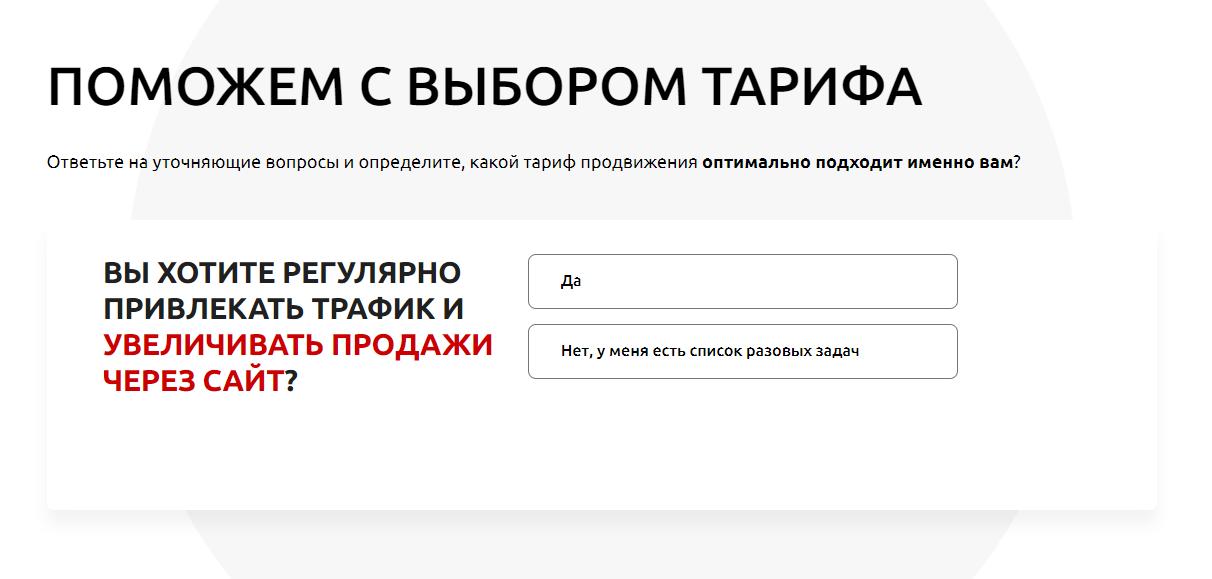 ПОМОЖЕМ С ВЫБОРОМ ТАРИФА
Ответьте на уточняющие вопросы и определите, какой тариф продвижения оптимально подходит именно вам?
ВЫ ХОТИТЕ РЕГУЛЯРНО
ПРИВЛЕКАТЬ ТРАФИК И
УВЕЛИЧИВАТЬ ПРОДАЖИ
ЧЕРЕЗ САЙТ?
Да
Нет, у меня есть список разовых задач